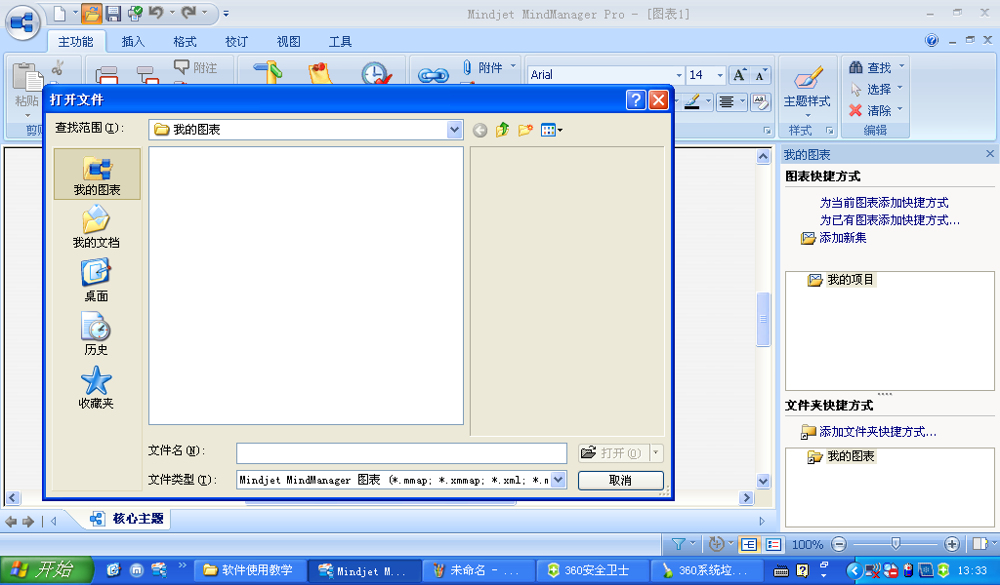 Mindjet MindManager Pro - [图表1]
主功能 插入 格式 校订 视图 工具
粘贴
附注
附件
Arial 14
主题样式
查找
选择
清除
剪贴
样式
编辑
打开文件
查找范围(I): 我的图表
我的图表
我的文档
桌面
历史
收藏夹
文件名(N): 打开(O)
文件类型(T): Mindjet MindManager 图表 (*.mmap; *.xmmap; *.xml; *.m 取消
我的图表
图表快捷方式
为当前图表添加快捷方式
为已有图表添加快捷方式...
添加新集
我的项目
文件夹快捷方式
添加文件夹快捷方式...
我的图表
核心主题
100%
开始 软件使用教学 Mindjet M... 未命名 - ... 360安全卫士 360系统垃... 13:33